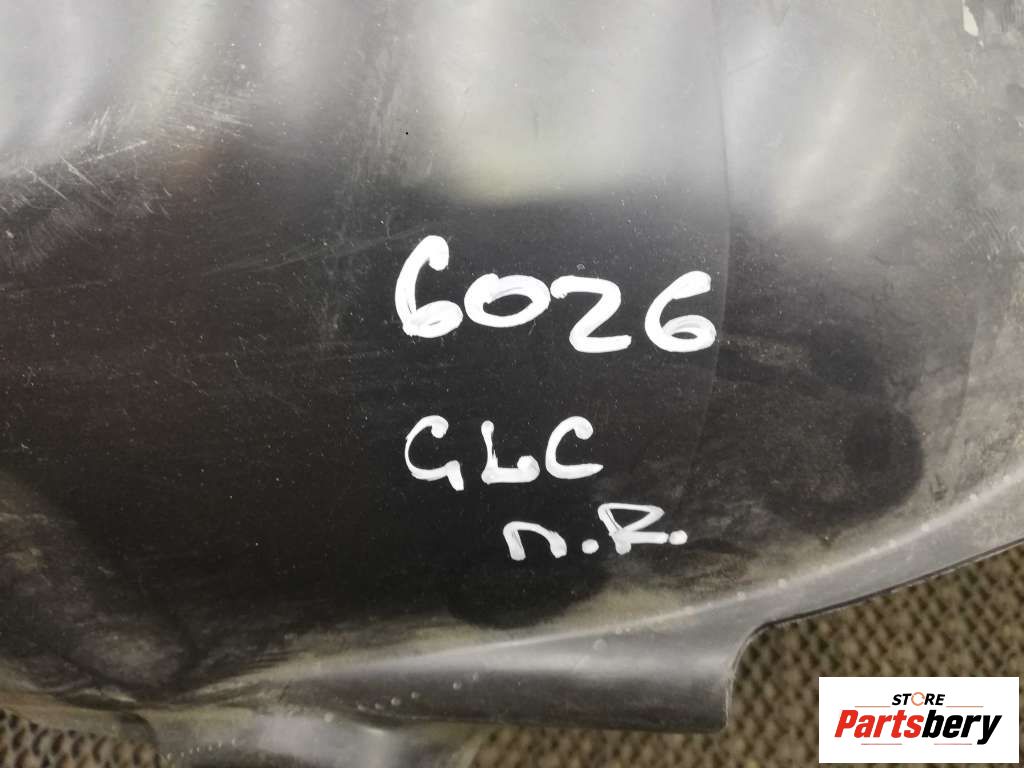 6026
GLC
п.R.
STORE
Partsbery